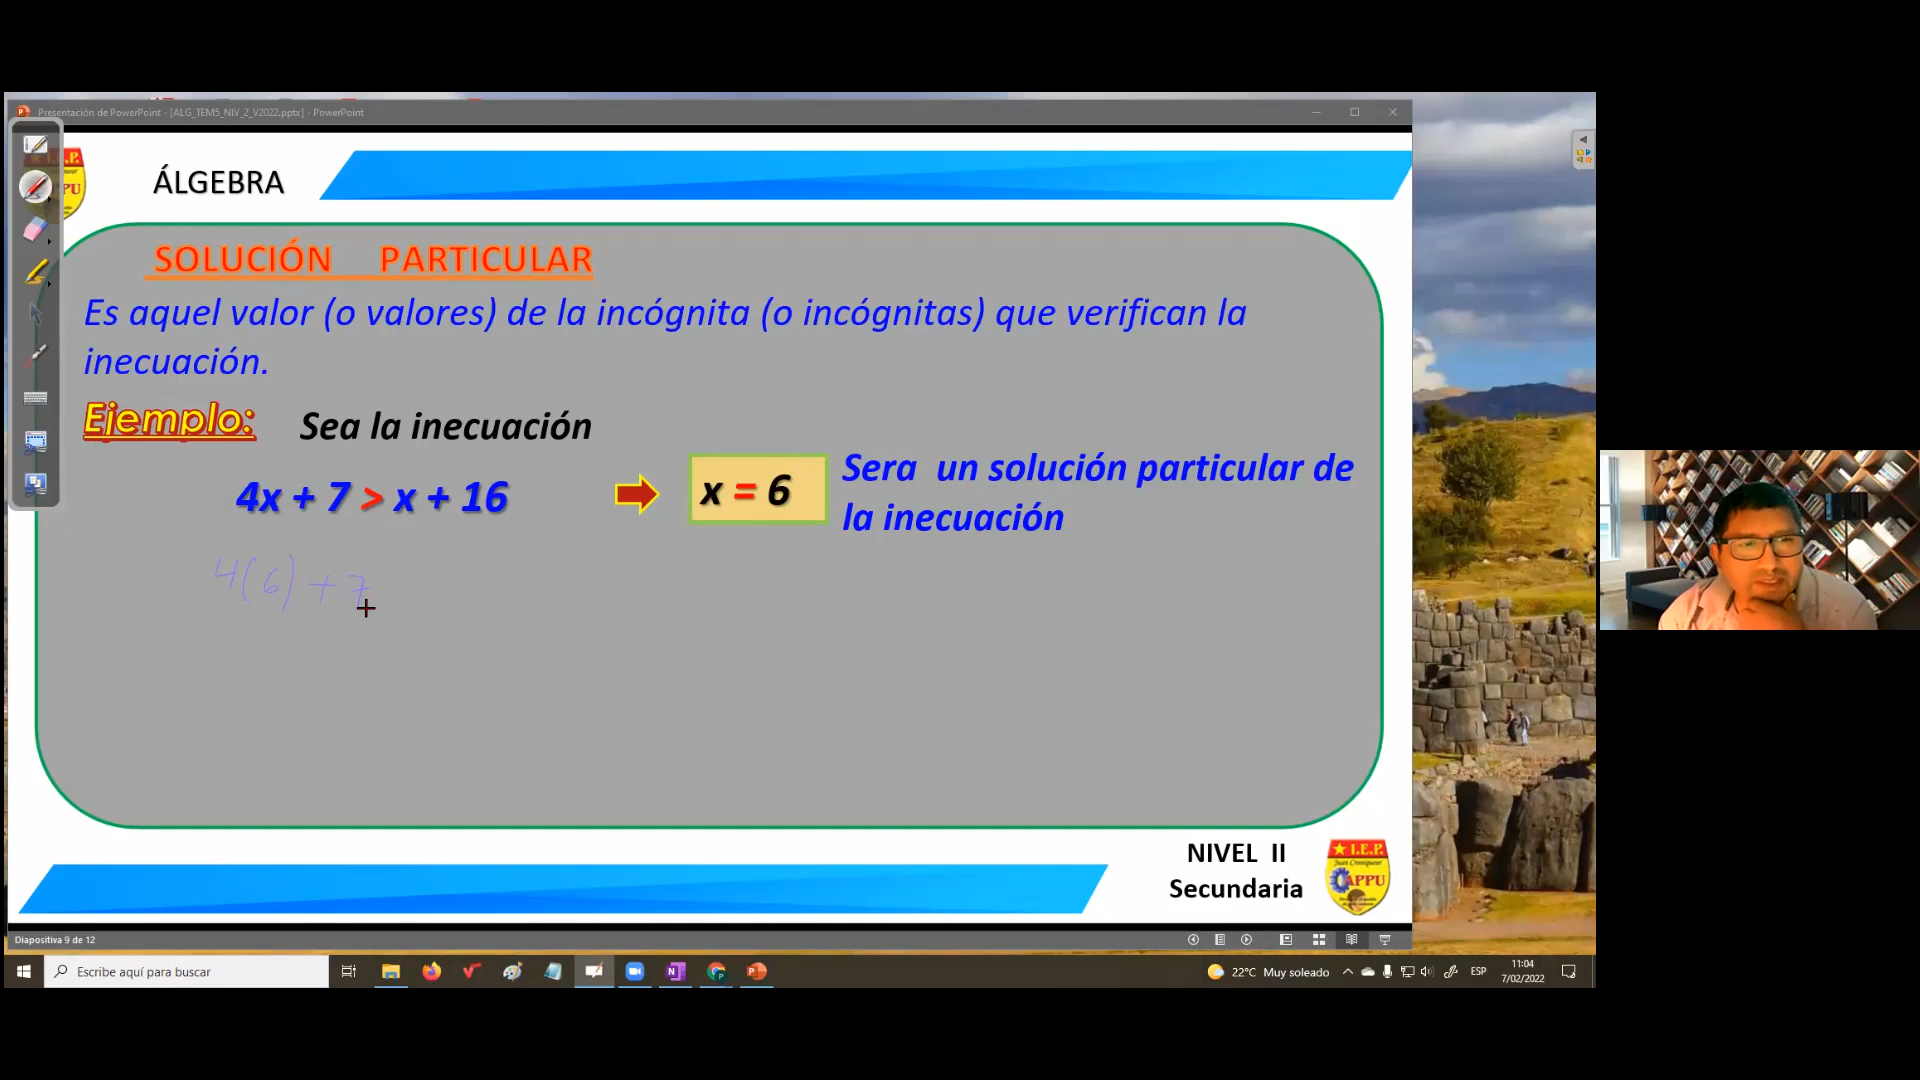 Presentación de PowerPoint - [ALG_TEM5_NIV_2_V2022.pptx] - PowerPoint
ÁLGEBRA
SOLUCIÓN PARTICULAR
Es aquel valor (o valores) de la incógnita (o incógnitas) que verifican la
inecuación.
Ejemplo: Sea la inecuación
4x + 7 > x + 16
x = 6
Sera un solución particular de
la inecuación
4(6) + 7
NIVEL II
Secundaria
I.E.P.
APPU
Diapositiva 9 de 12
Escribe aquí para buscar
22°C Muy soleado
ESP
11:04
7/02/2022